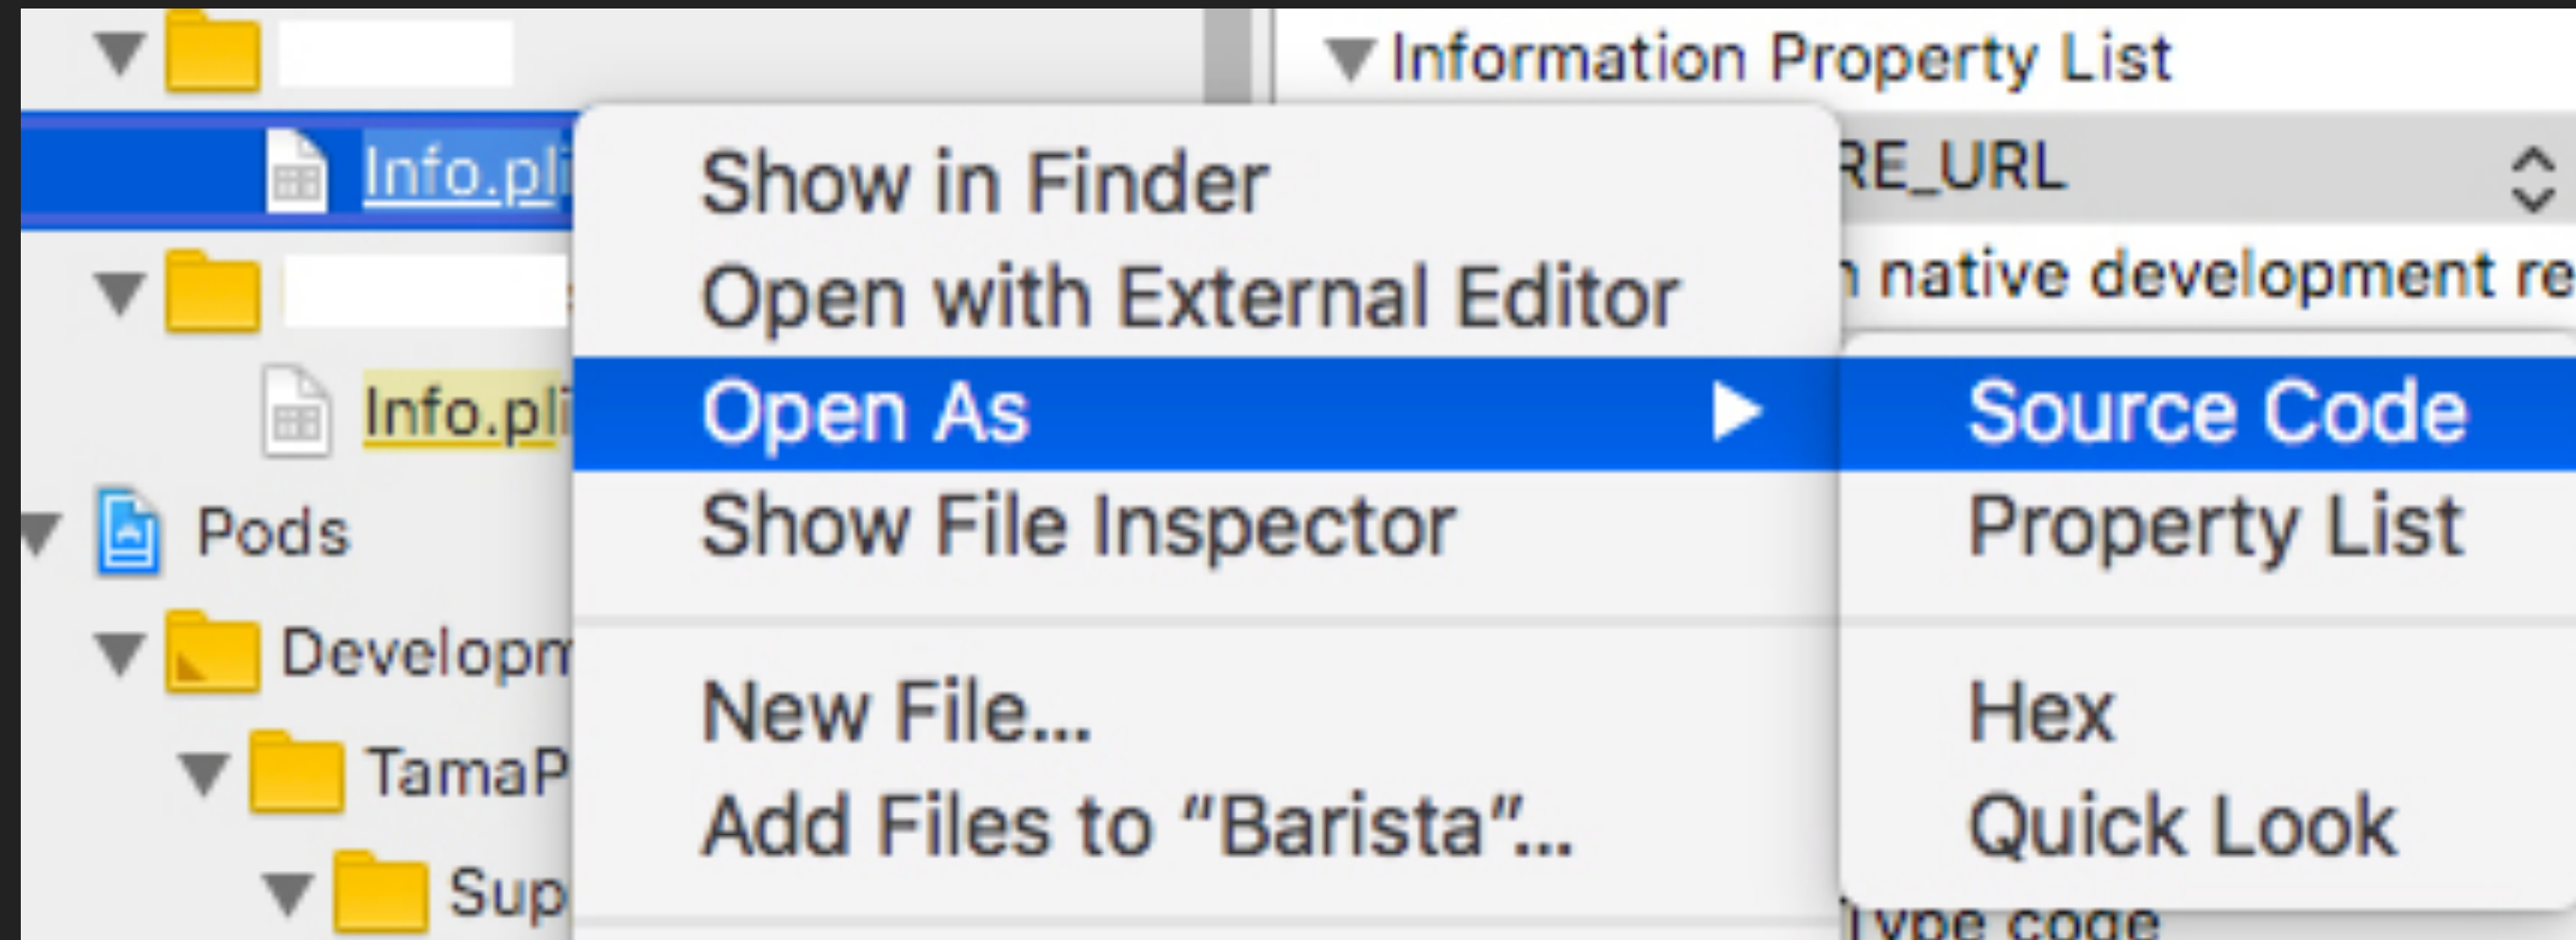 Information Property List
Info.pli
RE_URL
native development re
Info.pli
Pods
Developm
TamaP
Sup
Show in Finder
Open with External Editor
Open As
Show File Inspector
New File...
Add Files to “Barista”...
Source Code
Property List
Hex
Quick Look
Type code